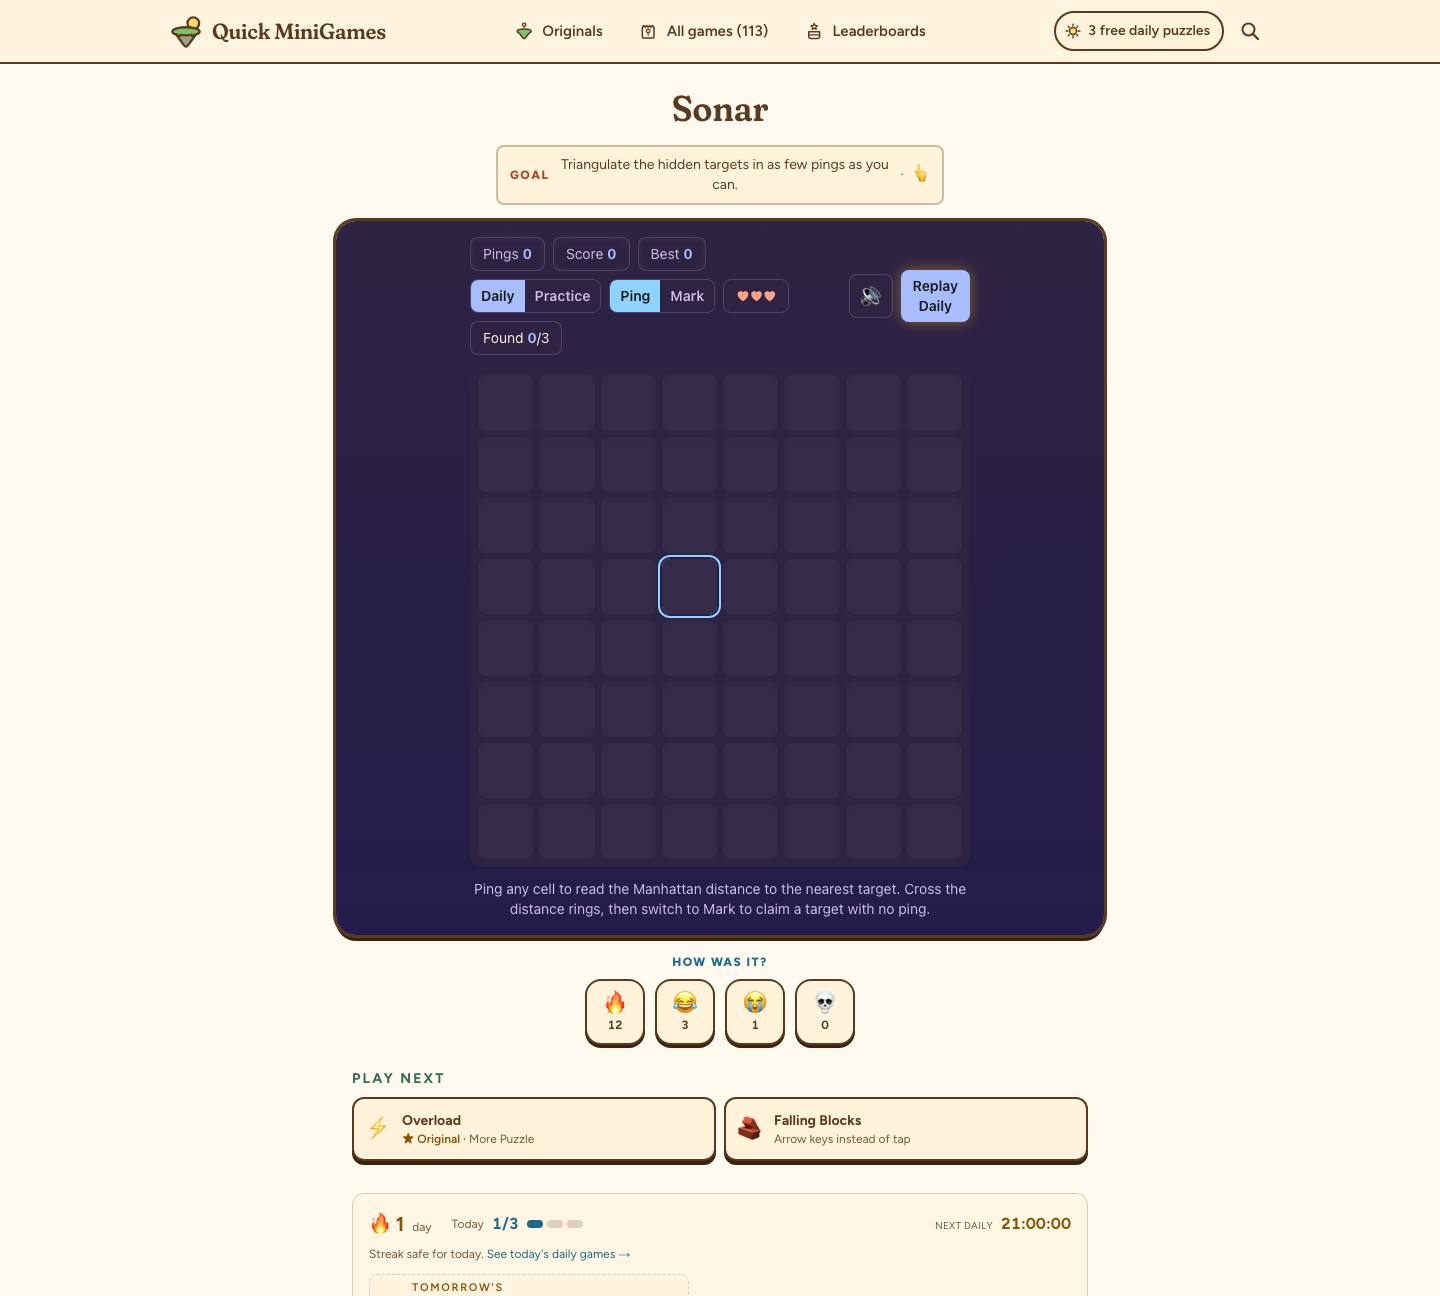 Quick MiniGames
Originals
All games (113)
Leaderboards
3 free daily puzzles
Sonar
GOAL
Triangulate the hidden targets in as few pings as you
can.
·
Pings 0
Score 0
Best 0
Daily
Practice
Ping
Mark
Replay
Daily
Found 0/3
Ping any cell to read the Manhattan distance to the nearest target. Cross the
distance rings, then switch to Mark to claim a target with no ping.
HOW WAS IT?
12
3
1
0
PLAY NEXT
Overload
Original · More Puzzle
Falling Blocks
Arrow keys instead of tap
1 day
Today 1/3
NEXT DAILY 21:00:00
Streak safe for today. See today's daily games →
TOMORROW'S